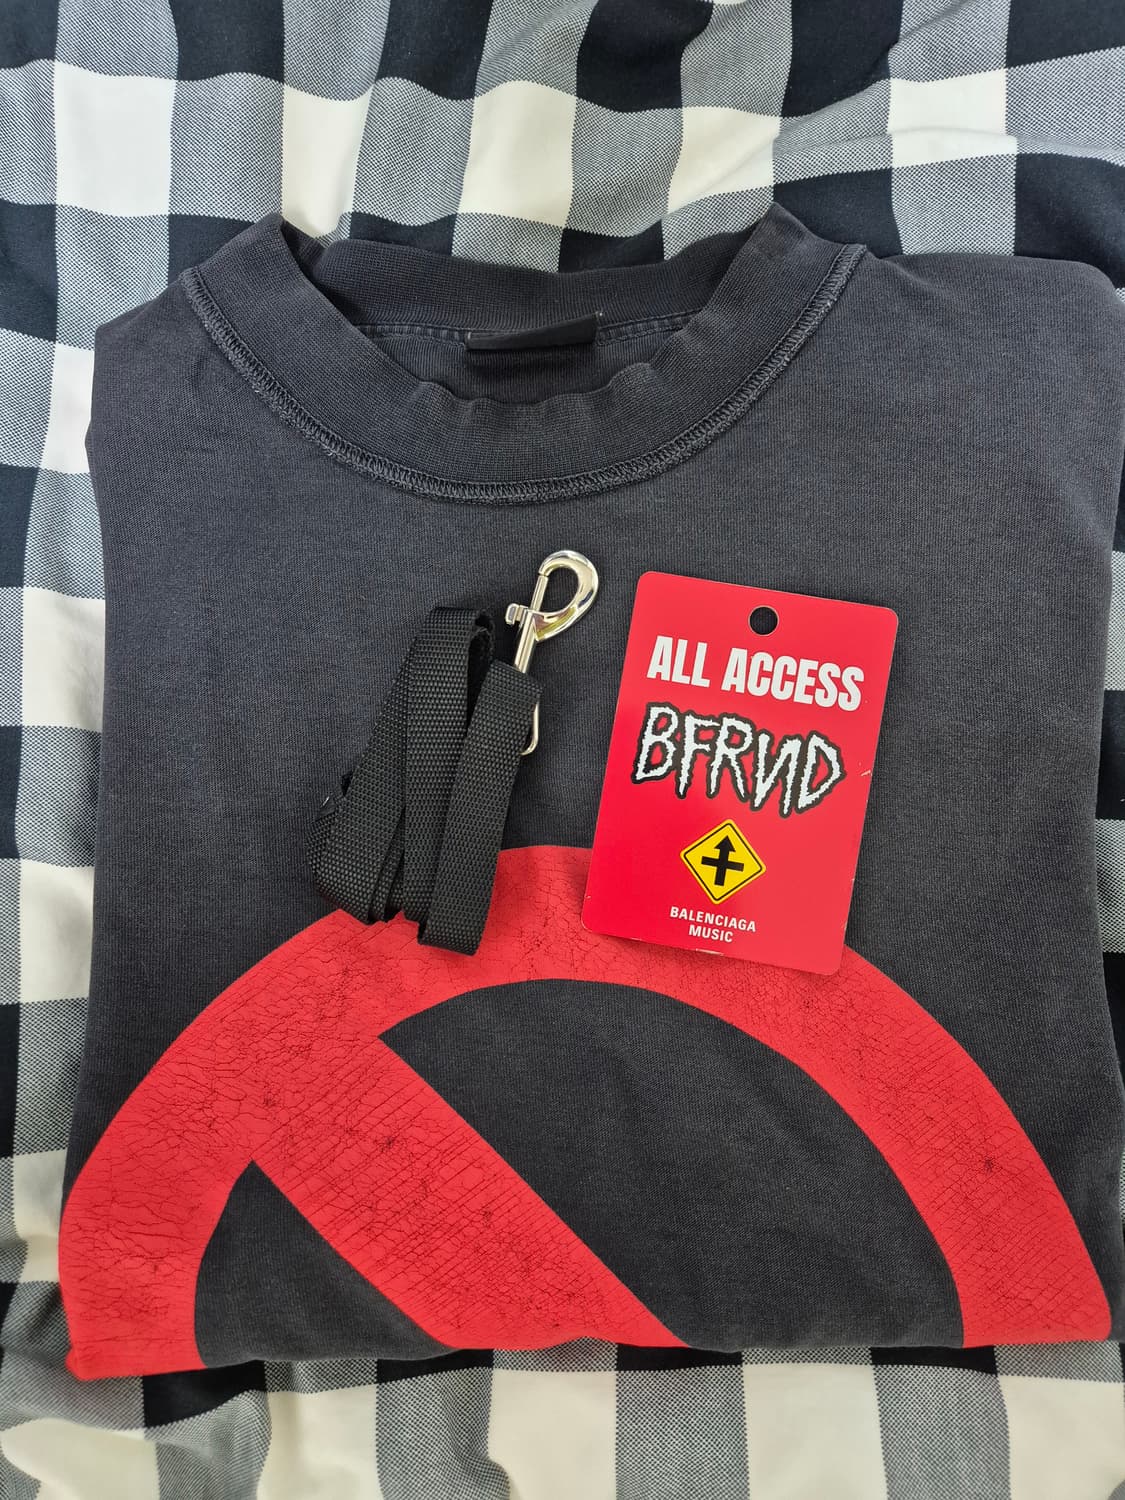 ALL ACCESS
BFRND
BALENCIAGA
MUSIC